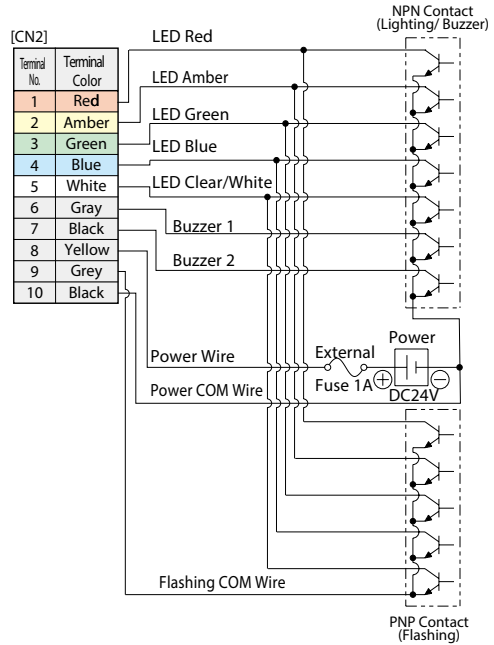 NPN Contact
(Lighting/ Buzzer)
[CN2]
Terminal No. Terminal Color
1 Red
2 Amber
3 Green
4 Blue
5 White
6 Gray
7 Black
8 Yellow
9 Grey
10 Black
LED Red
LED Amber
LED Green
LED Blue
LED Clear/White
Buzzer 1
Buzzer 2
Power Wire
External
Fuse 1A
Power
+ −
DC24V
Power COM Wire
Flashing COM Wire
PNP Contact
(Flashing)